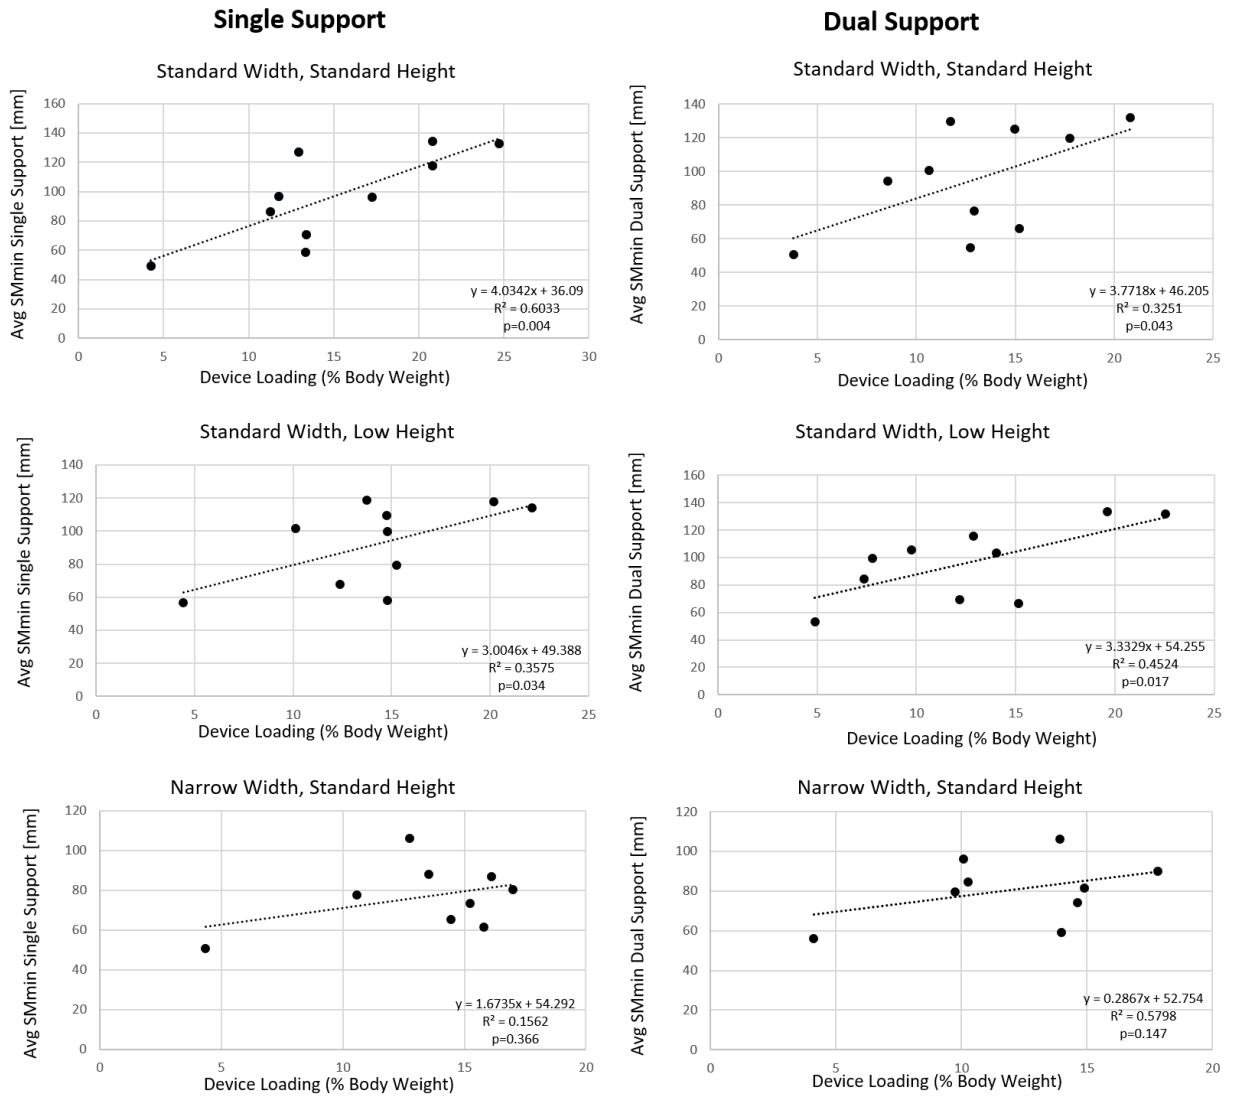 Single Support
Dual Support
Standard Width, Standard Height
Avg SMmin Single Support [mm]
160
140
120
100
80
60
40
20
0
y = 4.0342x + 36.09
R² = 0.6033
p=0.004
0 5 10 15 20 25 30
Device Loading (% Body Weight)
Standard Width, Standard Height
Avg SMmin Dual Support [mm]
140
120
100
80
60
40
20
0
y = 3.7718x + 46.205
R² = 0.3251
p=0.043
0 5 10 15 20 25
Device Loading (% Body Weight)
Standard Width, Low Height
Avg SMmin Single Support [mm]
140
120
100
80
60
40
20
0
y = 3.0046x + 49.388
R² = 0.3575
p=0.034
0 5 10 15 20 25
Device Loading (% Body Weight)
Standard Width, Low Height
Avg SMmin Dual Support [mm]
160
140
120
100
80
60
40
20
0
y = 3.3329x + 54.255
R² = 0.4524
p=0.017
0 5 10 15 20 25
Device Loading (% Body Weight)
Narrow Width, Standard Height
Avg SMmin Single Support [mm]
120
100
80
60
40
20
0
y = 1.6735x + 54.292
R² = 0.1562
p=0.366
0 5 10 15 20
Device Loading (% Body Weight)
Narrow Width, Standard Height
Avg SMmin Dual Support [mm]
120
100
80
60
40
20
0
y = 0.2867x + 52.754
R² = 0.5798
p=0.147
0 5 10 15 20
Device Loading (% Body Weight)